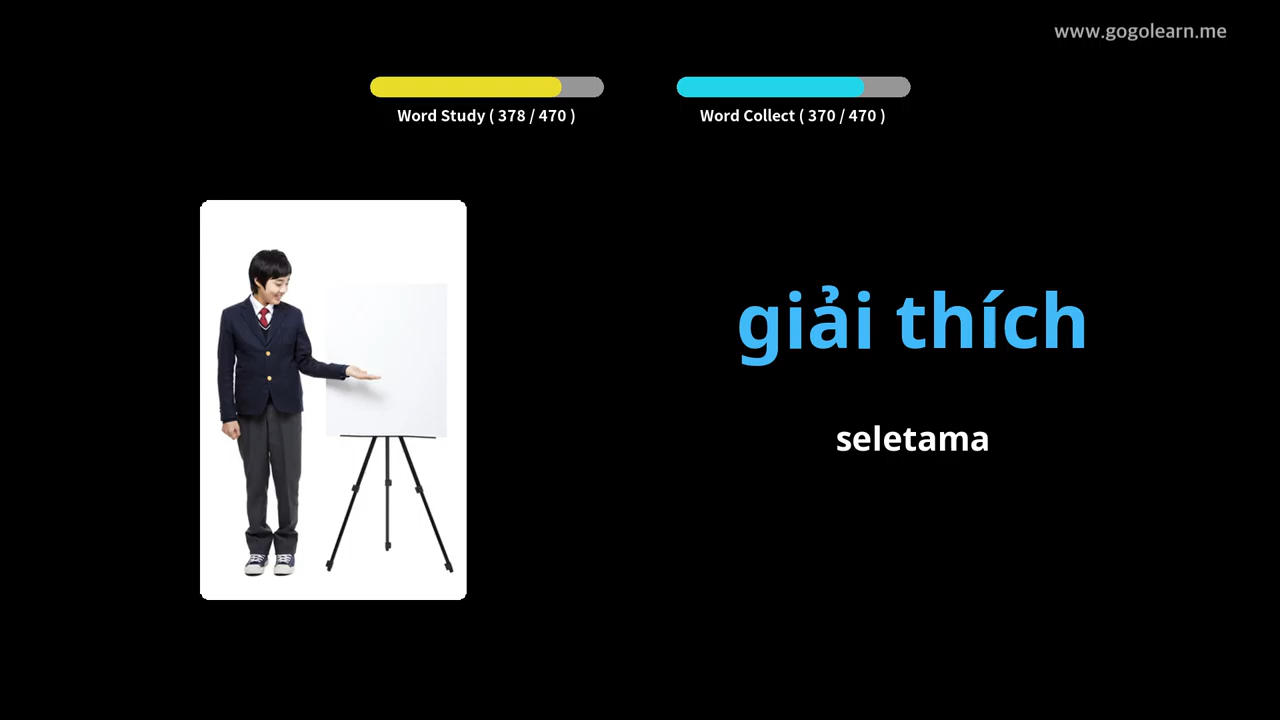 www.gogolearn.me
Word Study ( 378 / 470 )
Word Collect ( 370 / 470 )
giải thích
seletama